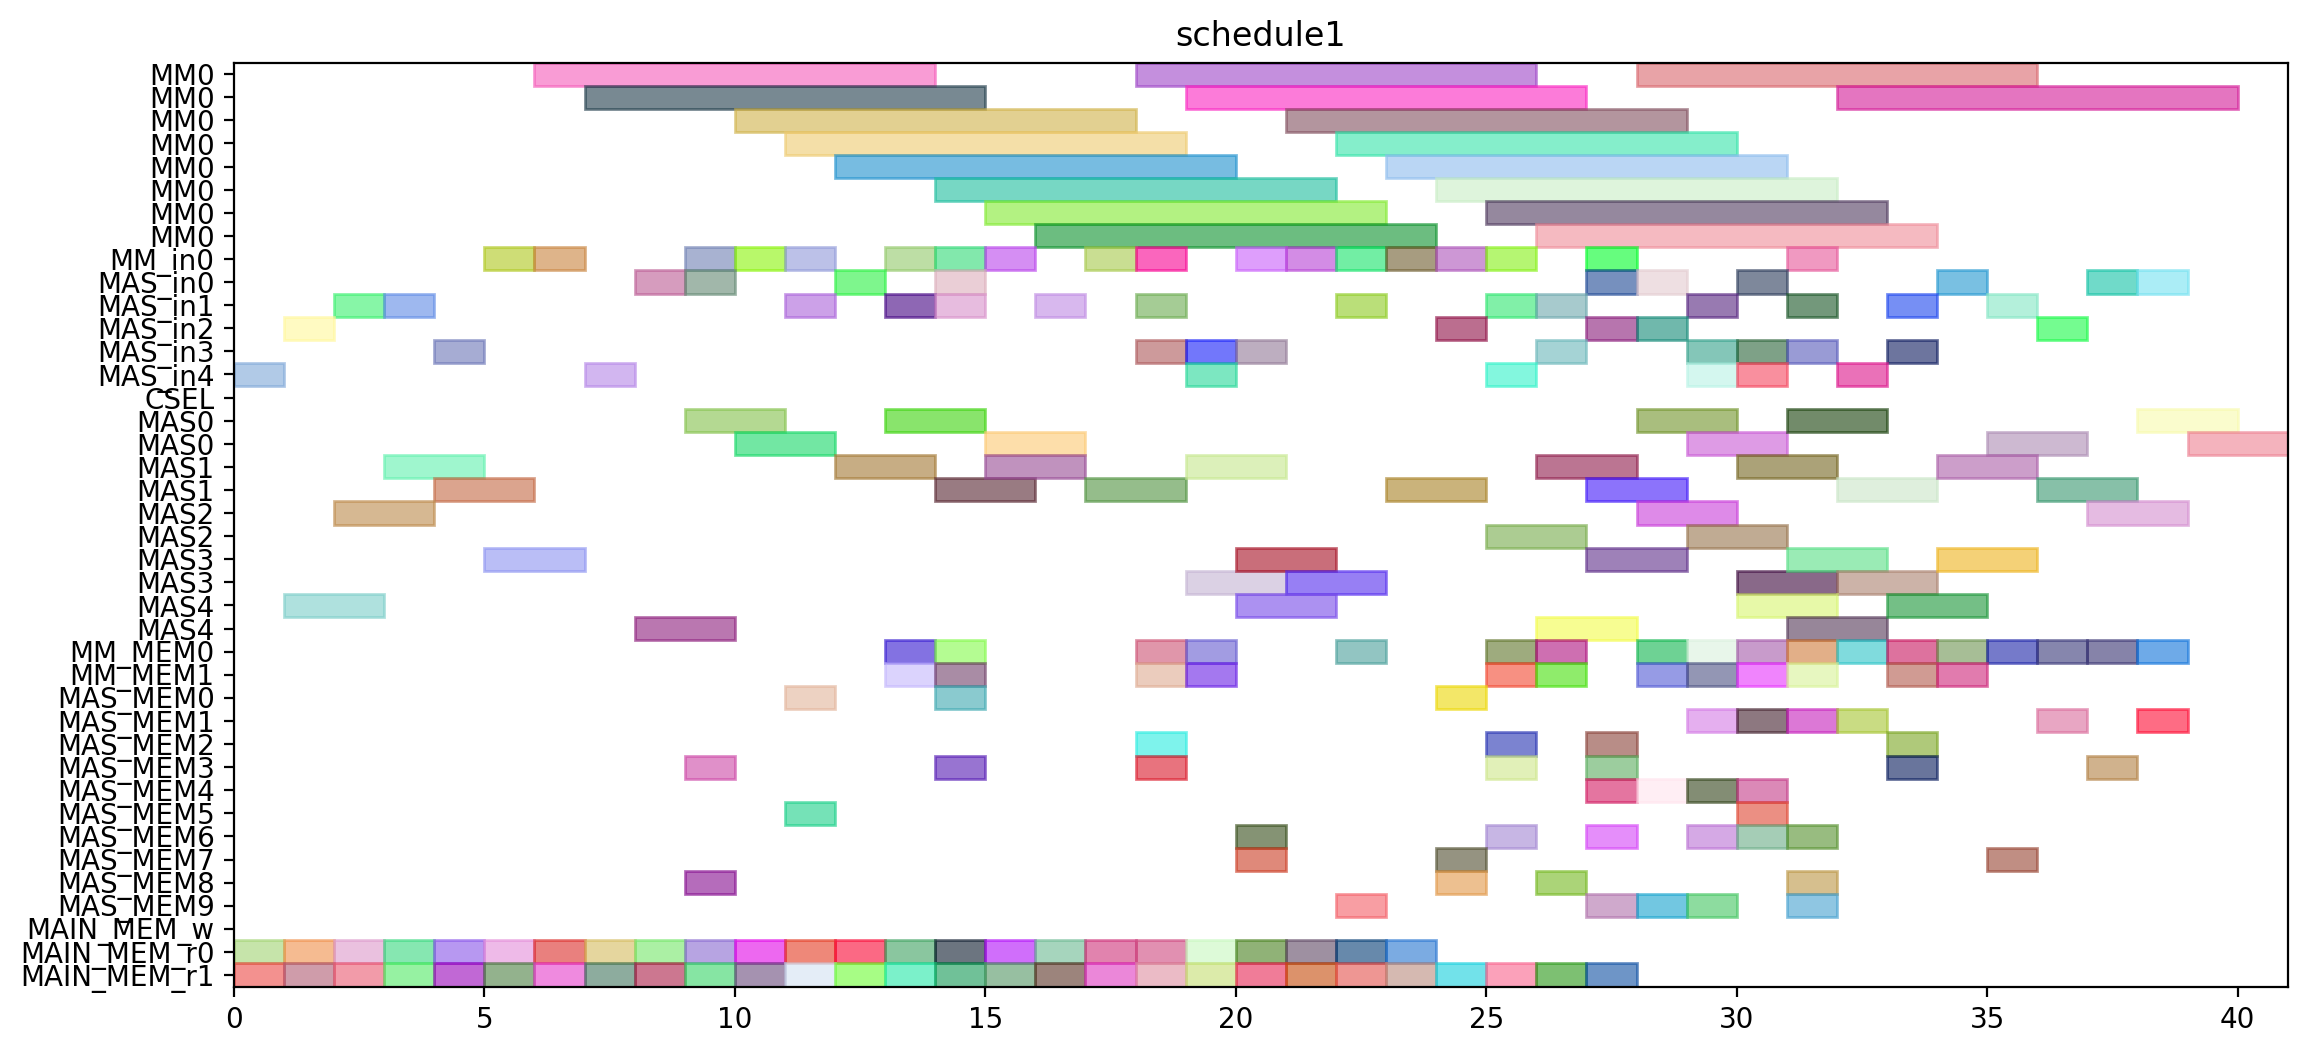 schedule1
MM0
MM0
MM0
MM0
MM0
MM0
MM0
MM0
MM_in0
MAS_in0
MAS_in1
MAS_in2
MAS_in3
MAS_in4
CSEL
MAS0
MAS0
MAS1
MAS1
MAS2
MAS2
MAS3
MAS3
MAS4
MAS4
MM_MEM0
MM_MEM1
MAS_MEM0
MAS_MEM1
MAS_MEM2
MAS_MEM3
MAS_MEM4
MAS_MEM5
MAS_MEM6
MAS_MEM7
MAS_MEM8
MAS_MEM9
MAIN_MEM_w
MAIN_MEM_r0
MAIN_MEM_r1
0 5 10 15 20 25 30 35 40